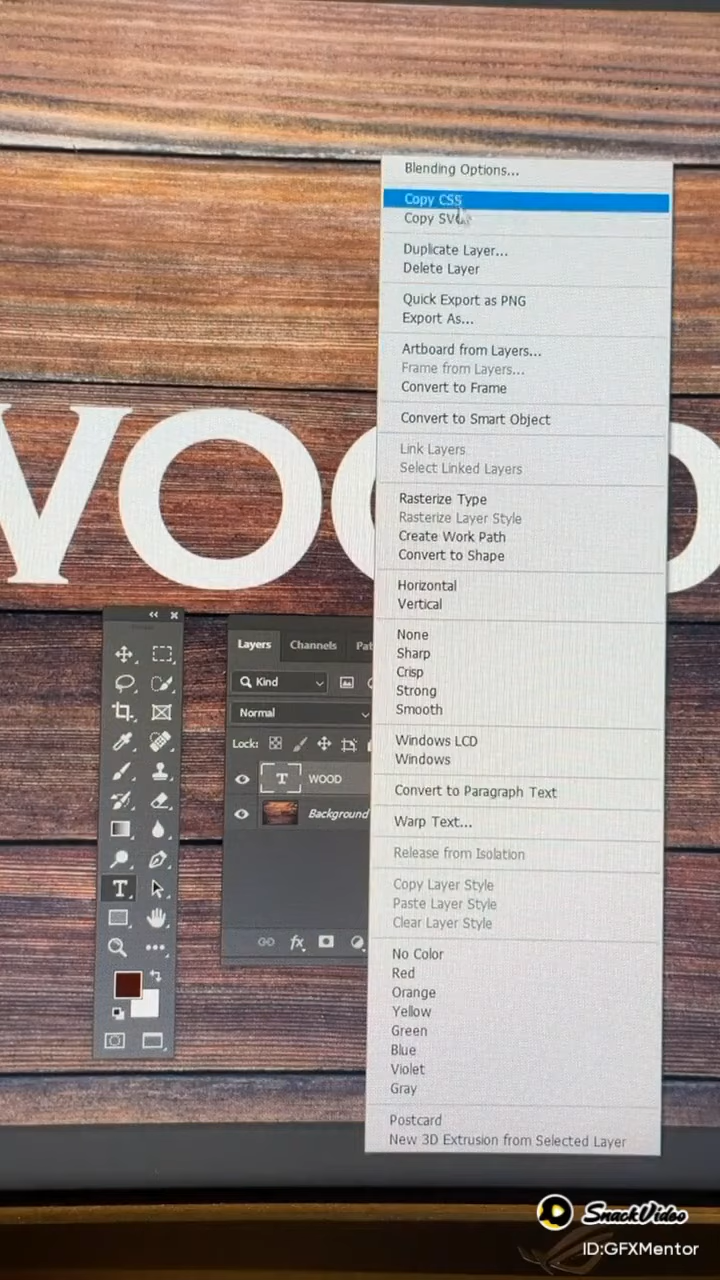 Blending Options...
Copy CSS
Copy SVG
Duplicate Layer...
Delete Layer
Quick Export as PNG
Export As...
Artboard from Layers...
Frame from Layers...
Convert to Frame
Convert to Smart Object
Link Layers
Select Linked Layers
Rasterize Type
Rasterize Layer Style
Create Work Path
Convert to Shape
Horizontal
Vertical
None
Sharp
Crisp
Strong
Smooth
Windows LCD
Windows
Convert to Paragraph Text
Warp Text...
Release from Isolation
Copy Layer Style
Paste Layer Style
Clear Layer Style
No Color
Red
Orange
Yellow
Green
Blue
Violet
Gray
Postcard
New 3D Extrusion from Selected Layer
WOOD
Layers Channels Pat
Kind
Normal
Lock:
T WOOD
Background
T
fx
SnackVideo
ID:GFXMentor